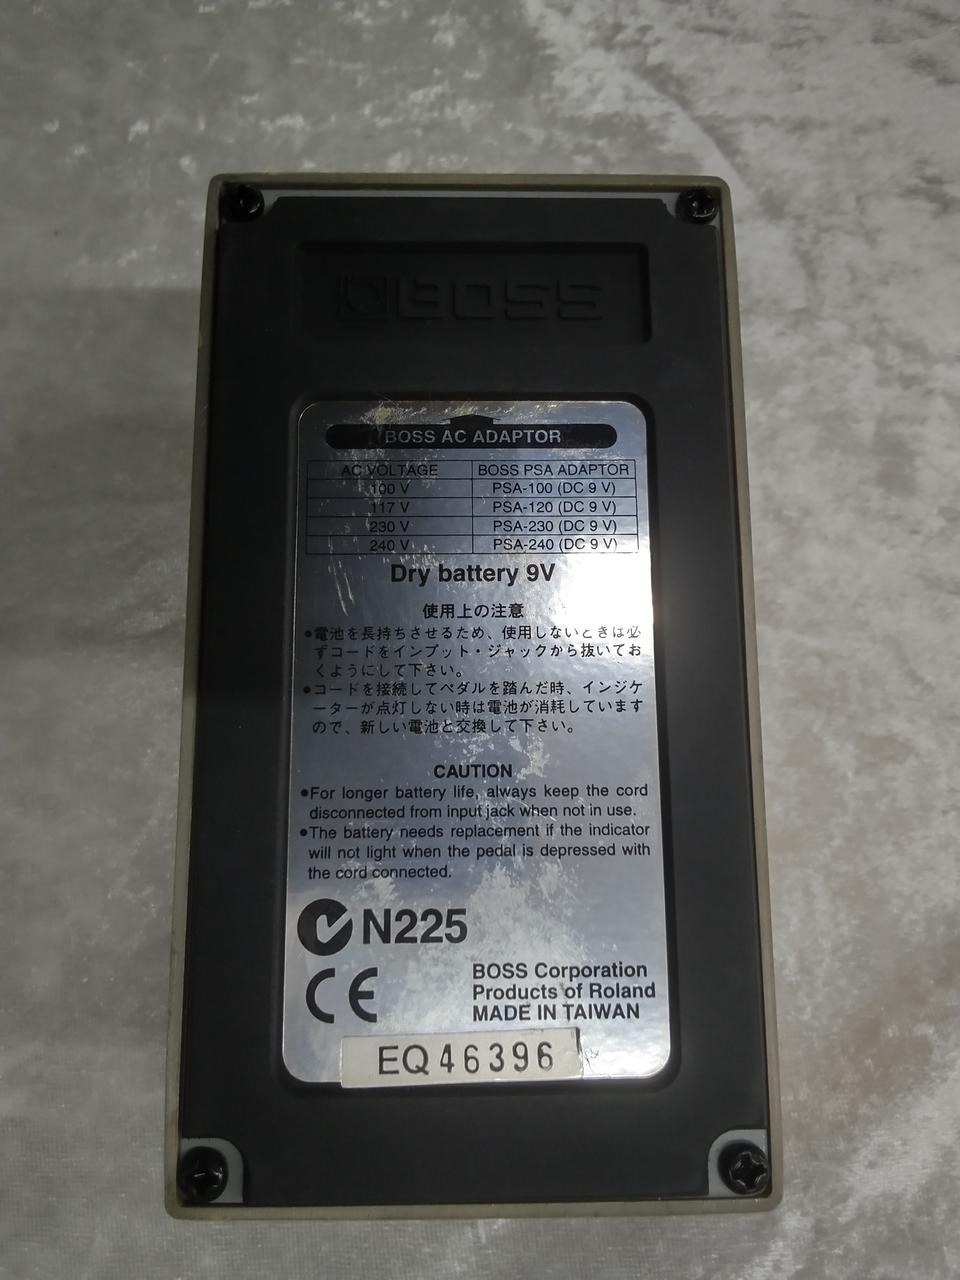 BOSS
BOSS AC ADAPTOR
AC VOLTAGE BOSS PSA ADAPTOR
100 V PSA-100 (DC 9 V)
117 V PSA-120 (DC 9 V)
230 V PSA-230 (DC 9 V)
240 V PSA-240 (DC 9 V)
Dry battery 9V
使用上の注意
●電池を長持ちさせるため、使用しないときは必
ずコードをインプット・ジャックから抜いてお
くようにして下さい。
●コードを接続してペダルを踏んだ時、インジケ
ーターが点灯しない時は電池が消耗しています
ので、新しい電池と交換して下さい。
CAUTION
●For longer battery life, always keep the cord
disconnected from input jack when not in use.
●The battery needs replacement if the indicator
will not light when the pedal is depressed with
the cord connected.
N225
CE
BOSS Corporation
Products of Roland
MADE IN TAIWAN
EQ46396